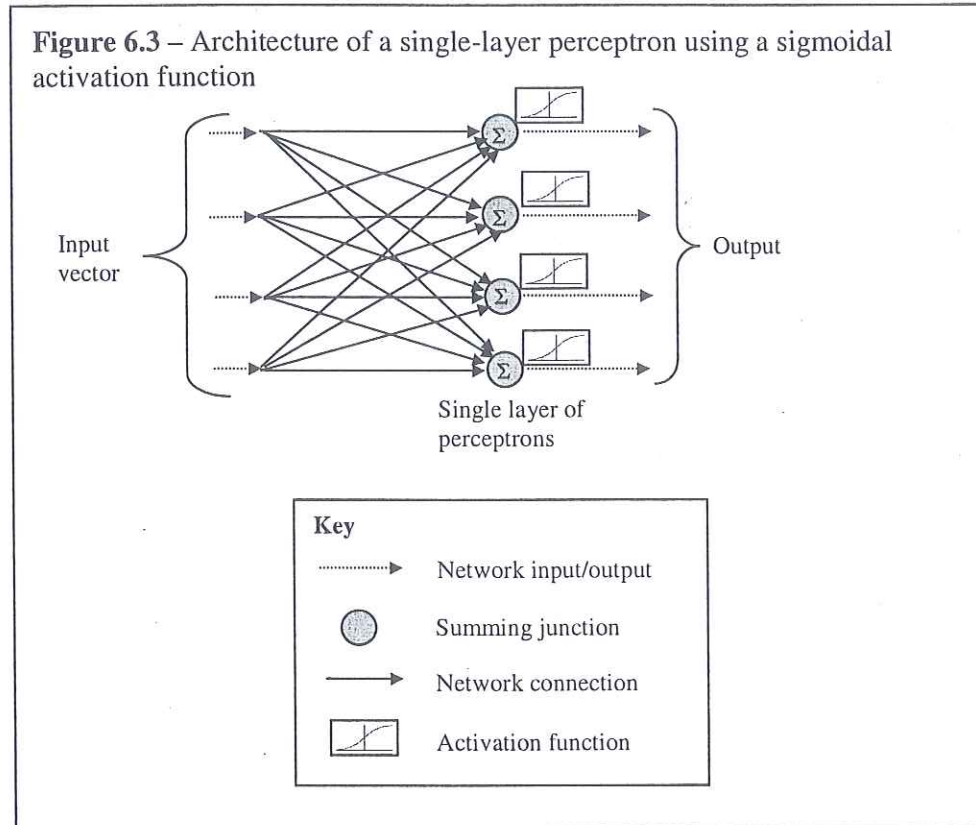 Figure 6.3 – Architecture of a single-layer perceptron using a sigmoidal
activation function
Σ
Σ
Σ
Σ
Input
vector
Output
Single layer of
perceptrons
Key
Network input/output
Summing junction
Network connection
Activation function